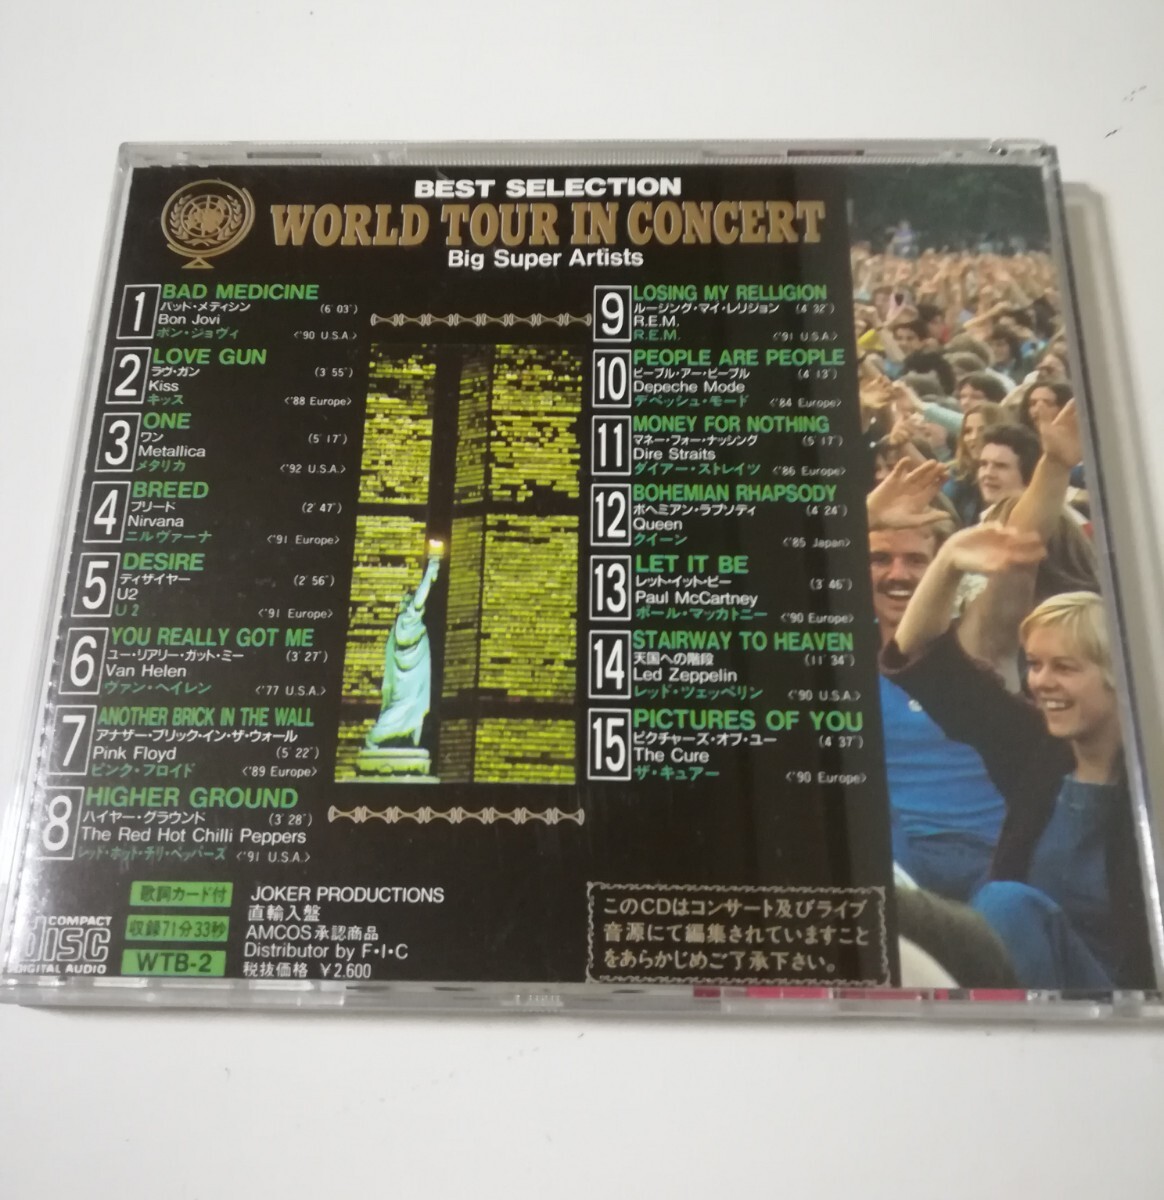 BEST SELECTION
WORLD TOUR IN CONCERT
Big Super Artists
1
BAD MEDICINE
バッド・メディシン (6'03")
Bon Jovi
ボン・ジョヴィ <'90 U.S.A.>
2
LOVE GUN
ラヴ・ガン (3'55")
Kiss
キッス <'88 Europe>
3
ONE
ワン (5'17")
Metallica
メタリカ <'92 U.S.A.>
4
BREED
ブリード (2'47")
Nirvana
ニルヴァーナ <'91 Europe>
5
DESIRE
ディザイヤー (2'56")
U2
U2 <'91 Europe>
6
YOU REALLY GOT ME
ユー・リアリー・ガット・ミー (3'27")
Van Helen
ヴァン・ヘイレン <'77 U.S.A.>
7
ANOTHER BRICK IN THE WALL
アナザー・ブリック・イン・ザ・ウォール
Pink Floyd (5'22")
ピンク・フロイド <'89 Europe>
8
HIGHER GROUND
ハイヤー・グラウンド (3'28")
The Red Hot Chilli Peppers
レッド・ホット・チリ・ペッパーズ <'91 U.S.A.>
9
LOSING MY RELLIGION
ルージング・マイ・レリジョン (4'32")
R.E.M.
R.E.M. <'91 U.S.A.>
10
PEOPLE ARE PEOPLE
ピープル・アー・ピープル (4'13")
Depeche Mode
デペッシュ・モード <'84 Europe>
11
MONEY FOR NOTHING
マネー・フォー・ナッシング (5'17")
Dire Straits
ダイアー・ストレイツ <'86 Europe>
12
BOHEMIAN RHAPSODY
ボヘミアン・ラプソディ (4'24")
Queen
クイーン <'85 Japan>
13
LET IT BE
レット・イット・ビー (3'46")
Paul McCartney
ポール・マッカトニー <'90 Europe>
14
STAIRWAY TO HEAVEN
天国への階段 (11'34")
Led Zeppelin
レッド・ツェッペリン <'90 U.S.A>
15
PICTURES OF YOU
ピクチャーズ・オブ・ユー (4'37")
The Cure
ザ・キュアー <'90 Europe>
COMPACT
disc
DIGITAL AUDIO
歌詞カード付
収録71分33秒
WTB-2
JOKER PRODUCTIONS
直輸入盤
AMCOS承認商品
Distributor by F・I・C
税抜価格 ¥2,600
このCDはコンサート及びライブ
音源にて編集されていますこと
をあらかじめご了承下さい。